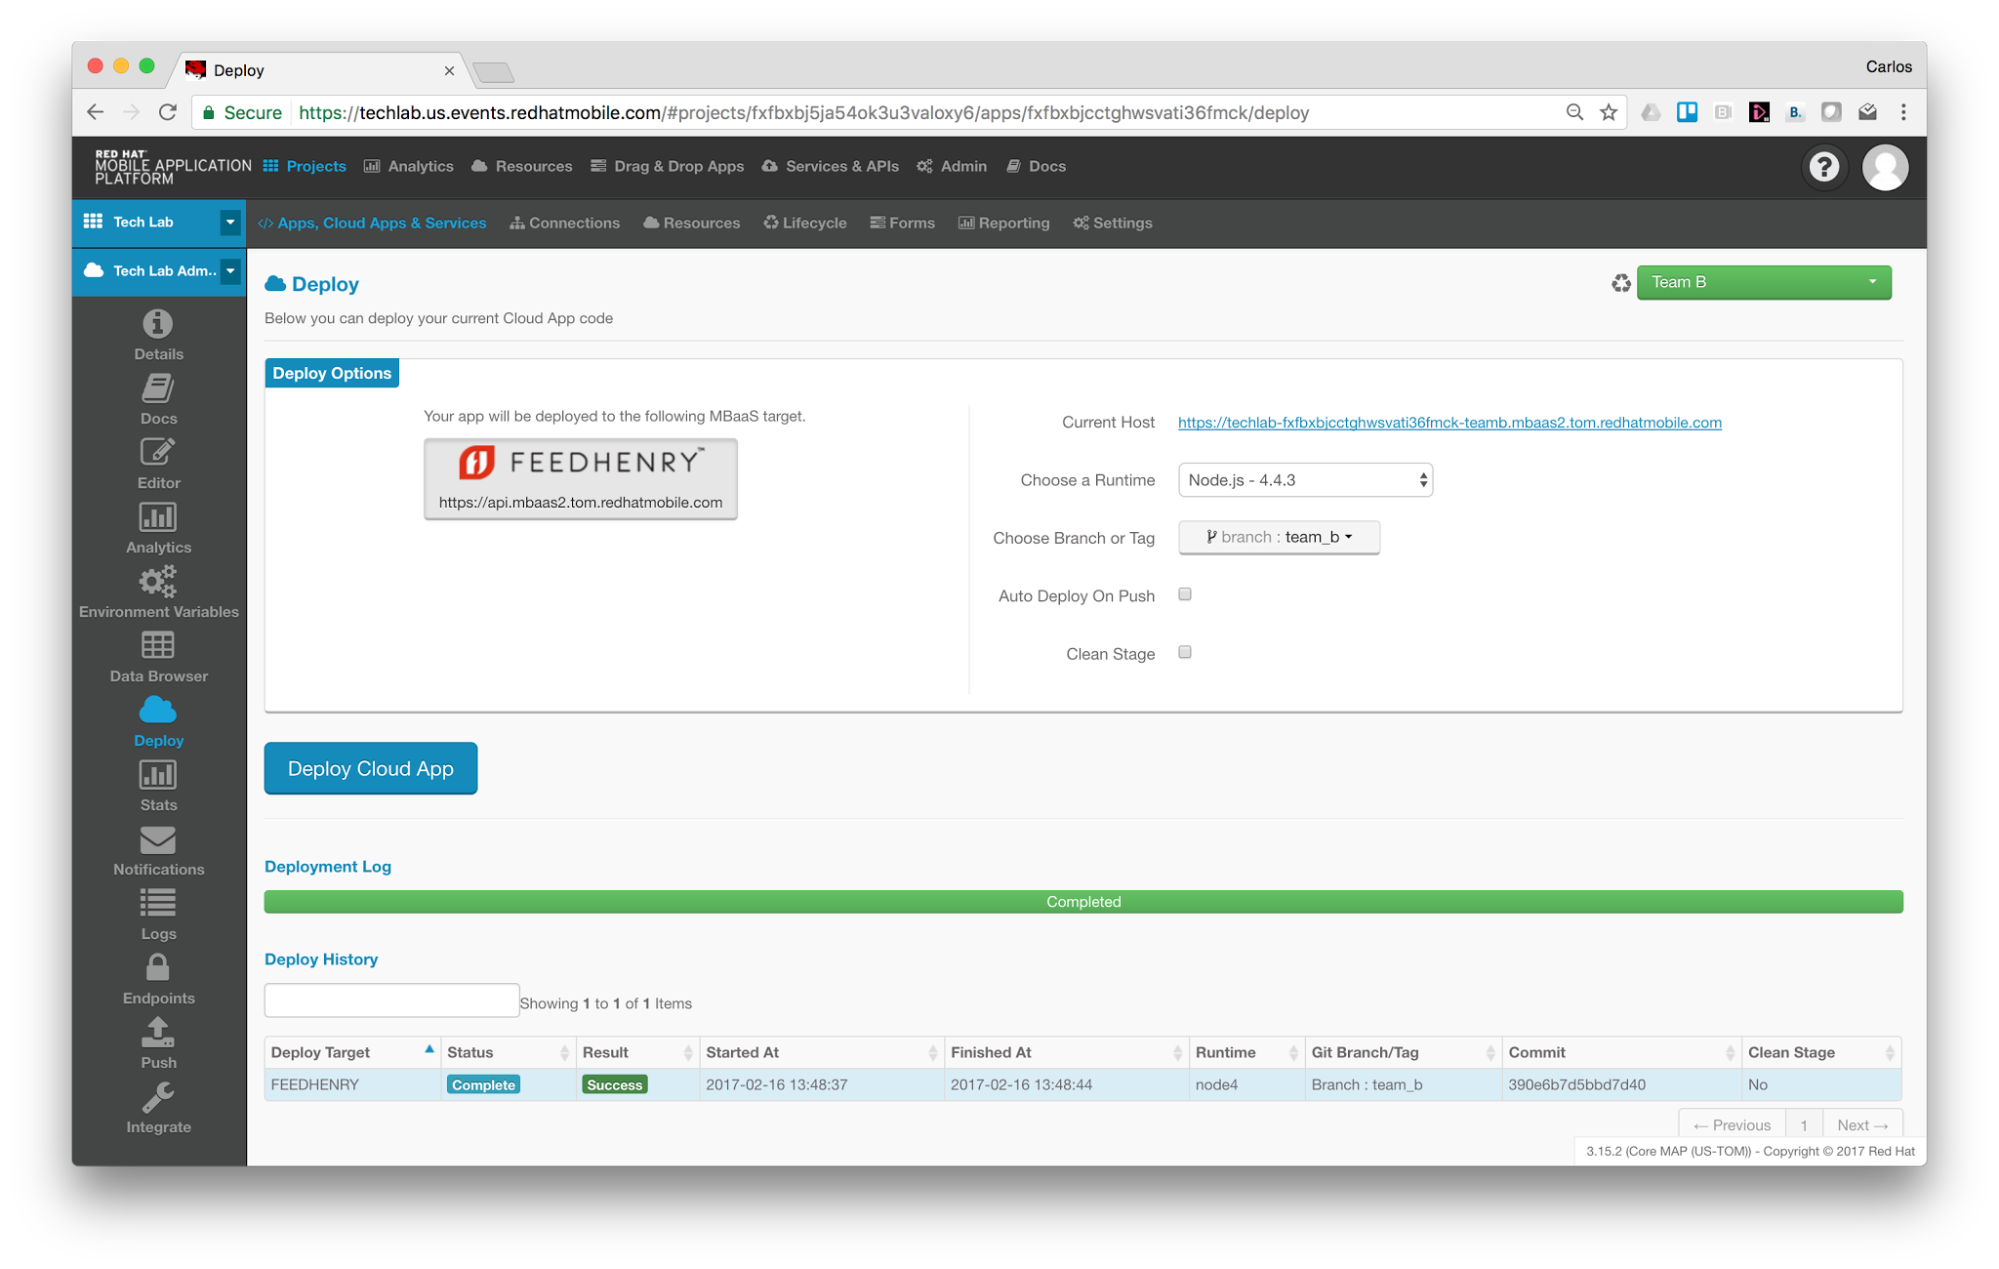 Deploy
Carlos
Secure https://techlab.us.events.redhatmobile.com/#projects/fxfbxbj5ja54ok3u3valoxy6/apps/fxfbxbjcctghwsvati36fmck/deploy
RED HAT
MOBILE APPLICATION
PLATFORM
Projects Analytics Resources Drag & Drop Apps Services & APIs Admin Docs
Tech Lab
Apps, Cloud Apps & Services Connections Resources Lifecycle Forms Reporting Settings
Tech Lab Adm..
Details
Docs
Editor
Analytics
Environment Variables
Data Browser
Deploy
Stats
Notifications
Logs
Endpoints
Push
Integrate
Deploy
Team B
Below you can deploy your current Cloud App code
Deploy Options
Your app will be deployed to the following MBaaS target.
FEEDHENRY™
https://api.mbaas2.tom.redhatmobile.com
Current Host https://techlab-fxfbxbjcctghwsvati36fmck-teamb.mbaas2.tom.redhatmobile.com
Choose a Runtime Node.js - 4.4.3
Choose Branch or Tag branch : team_b
Auto Deploy On Push
Clean Stage
Deploy Cloud App
Deployment Log
Completed
Deploy History
Showing 1 to 1 of 1 Items
Deploy Target Status Result Started At Finished At Runtime Git Branch/Tag Commit Clean Stage
FEEDHENRY Complete Success 2017-02-16 13:48:37 2017-02-16 13:48:44 node4 Branch : team_b 390e6b7d5bbd7d40 No
← Previous 1 Next →
3.15.2 (Core MAP (US-TOM)) - Copyright © 2017 Red Hat